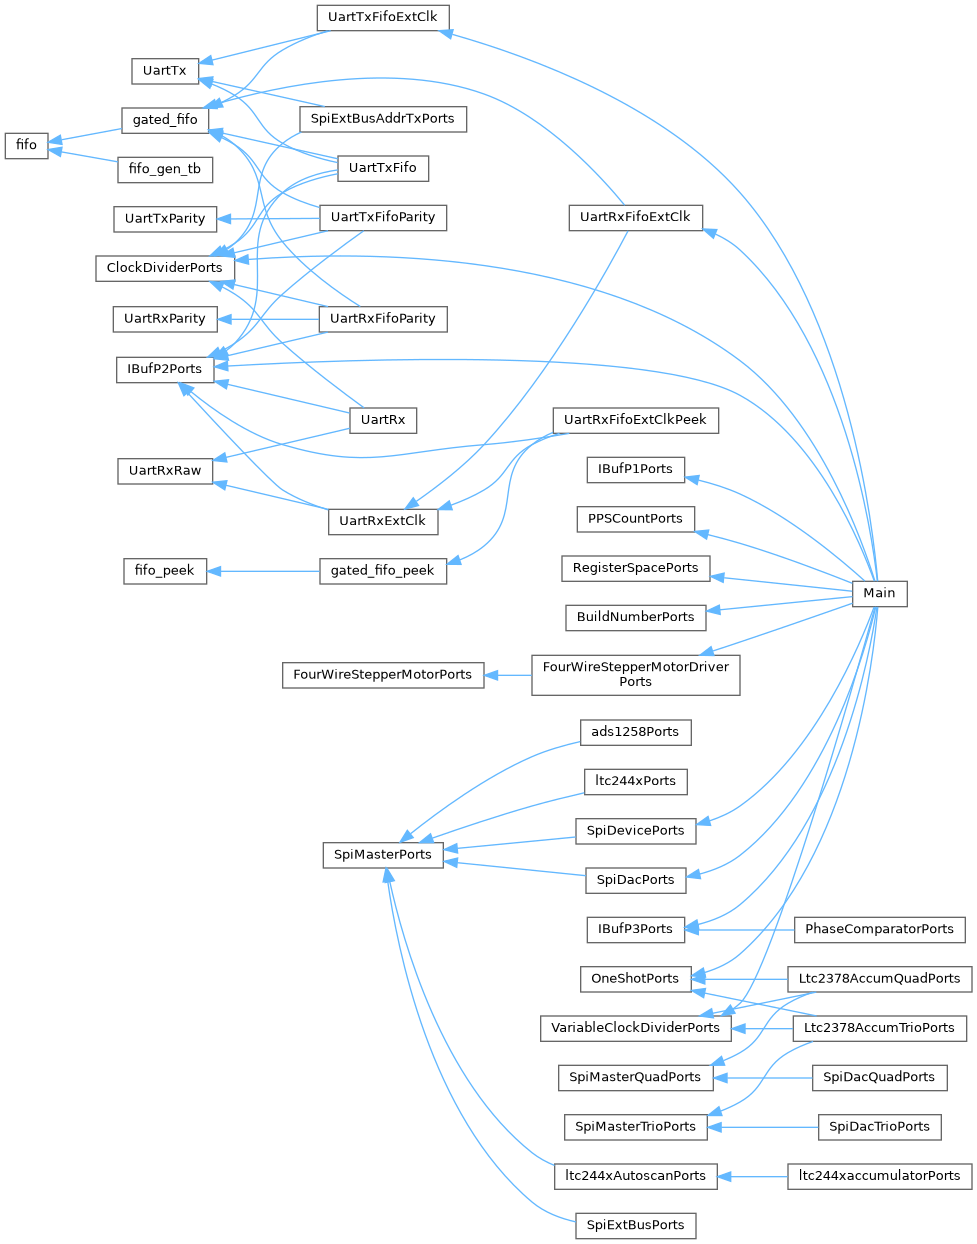 UartTxFifoExtClk
UartTx
gated_fifo
SpiExtBusAddrTxPorts
fifo
fifo_gen_tb
UartTxFifo
UartTxParity
UartTxFifoParity
UartRxFifoExtClk
ClockDividerPorts
UartRxParity
UartRxFifoParity
IBufP2Ports
UartRx
UartRxFifoExtClkPeek
UartRxRaw
IBufP1Ports
UartRxExtClk
PPSCountPorts
fifo_peek
gated_fifo_peek
RegisterSpacePorts
Main
BuildNumberPorts
FourWireStepperMotorPorts
FourWireStepperMotorDriver
Ports
ads1258Ports
ltc244xPorts
SpiDevicePorts
SpiMasterPorts
SpiDacPorts
IBufP3Ports
PhaseComparatorPorts
OneShotPorts
Ltc2378AccumQuadPorts
VariableClockDividerPorts
Ltc2378AccumTrioPorts
SpiMasterQuadPorts
SpiDacQuadPorts
SpiMasterTrioPorts
SpiDacTrioPorts
ltc244xAutoscanPorts
ltc244xaccumulatorPorts
SpiExtBusPorts